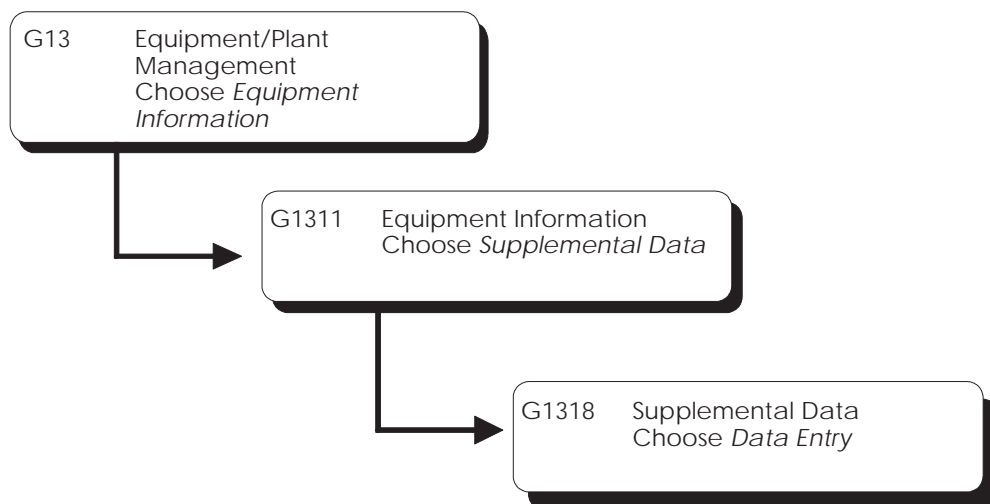 G13 Equipment/Plant
Management
Choose Equipment
Information
G1311 Equipment Information
Choose Supplemental Data
G1318 Supplemental Data
Choose Data Entry